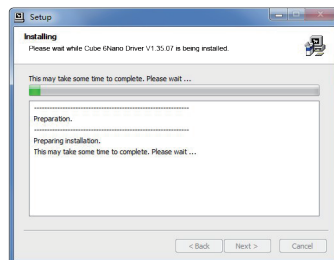 Setup
Installing
Please wait while Cube 6Nano Driver V1.35.07 is being installed.
This may take some time to complete. Please wait ...
------------------------------------------------------------
Preparation.
------------------------------------------------------------
Preparing installation.
This may take some time to complete. Please wait ...
< Back
Next >
Cancel